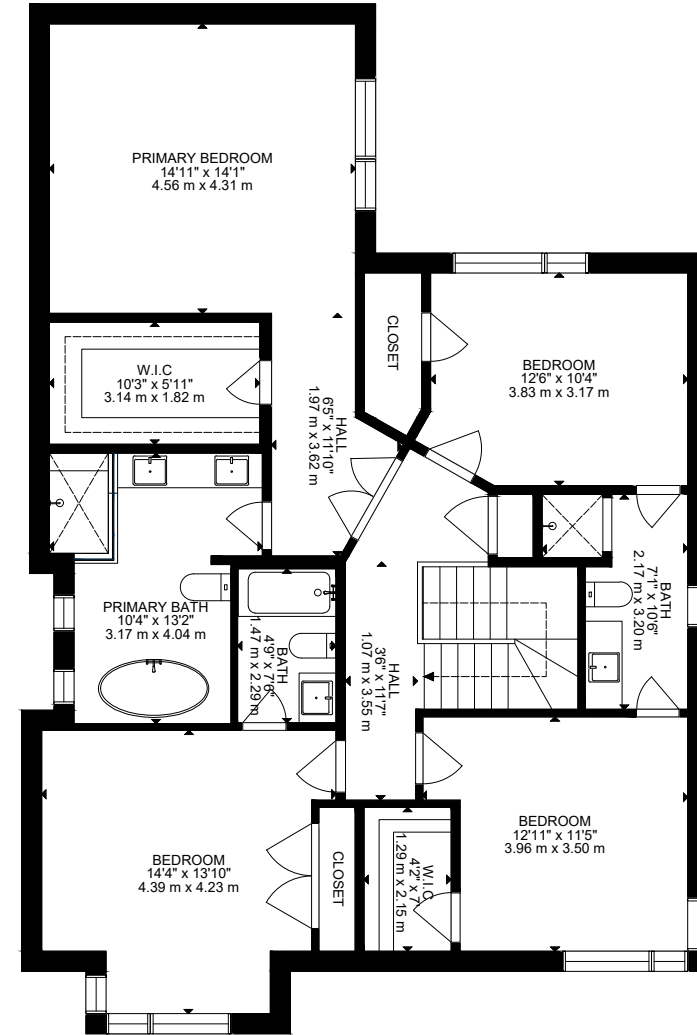 PRIMARY BEDROOM
14'11" x 14'1"
4.56 m x 4.31 m
W.I.C
10'3" x 5'11"
3.14 m x 1.82 m
HALL
6'5" x 11'10"
1.97 m x 3.62 m
CLOSET
BEDROOM
12'6" x 10'4"
3.83 m x 3.17 m
PRIMARY BATH
10'4" x 13'2"
3.17 m x 4.04 m
BATH
4'9" x 7'6"
1.47 m x 2.29 m
HALL
3'6" x 11'7"
1.07 m x 3.55 m
BATH
7'1" x 10'6"
2.17 m x 3.20 m
BEDROOM
14'4" x 13'10"
4.39 m x 4.23 m
CLOSET
W.I.C
4'2" x 7'
1.29 m x 2.15 m
BEDROOM
12'11" x 11'5"
3.96 m x 3.50 m